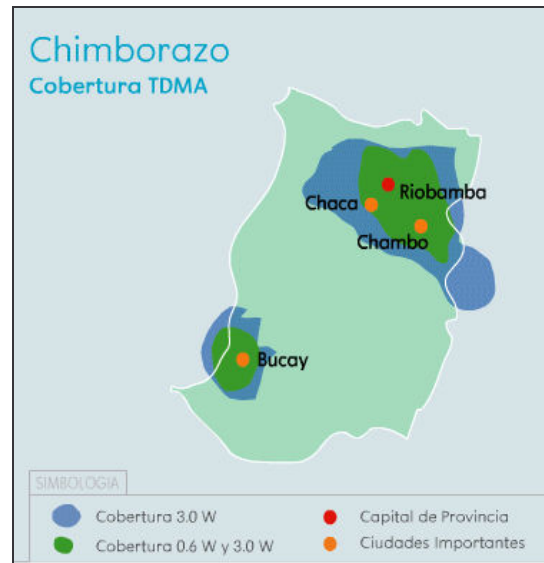 Chimborazo
Cobertura TDMA
Riobamba
Chaca
Chambo
Bucay
SIMBOLOGIA
Cobertura 3.0 W
Capital de Provincia
Cobertura 0.6 W y 3.0 W
Ciudades Importantes